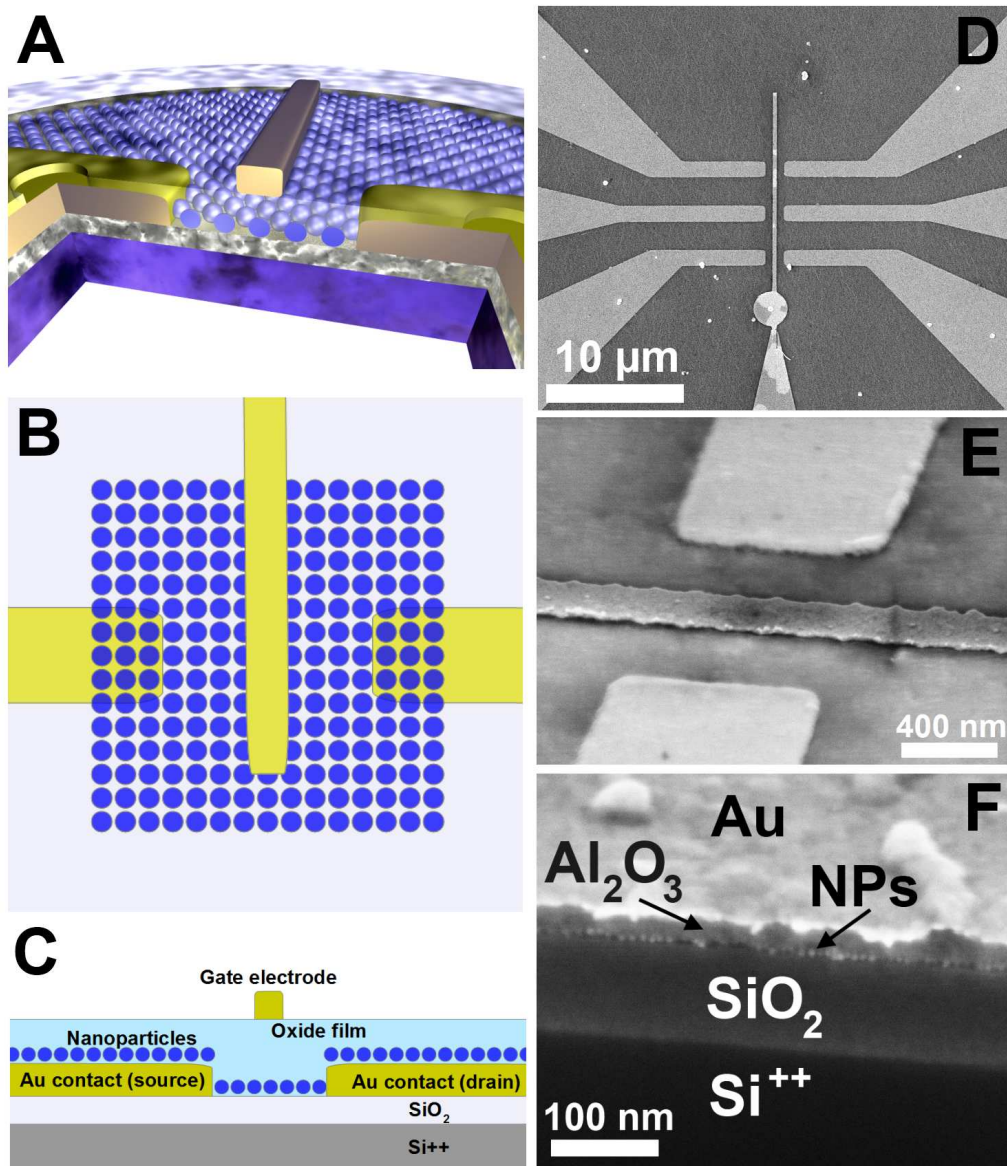 A
B
C
Gate electrode
Nanoparticles
Oxide film
Au contact (source)
Au contact (drain)
SiO₂
Si++
D
10 µm
E
400 nm
F
Au
Al₂O₃
NPs
SiO₂
Si⁺⁺
100 nm